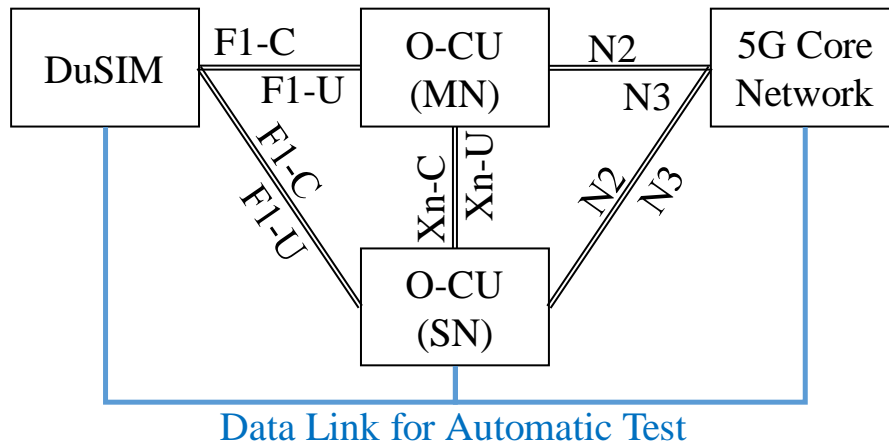 DuSIM
F1-C
F1-U
O-CU
(MN)
N2
N3
5G Core
Network
F1-C
F1-U
Xn-C
Xn-U
N2
N3
O-CU
(SN)
Data Link for Automatic Test